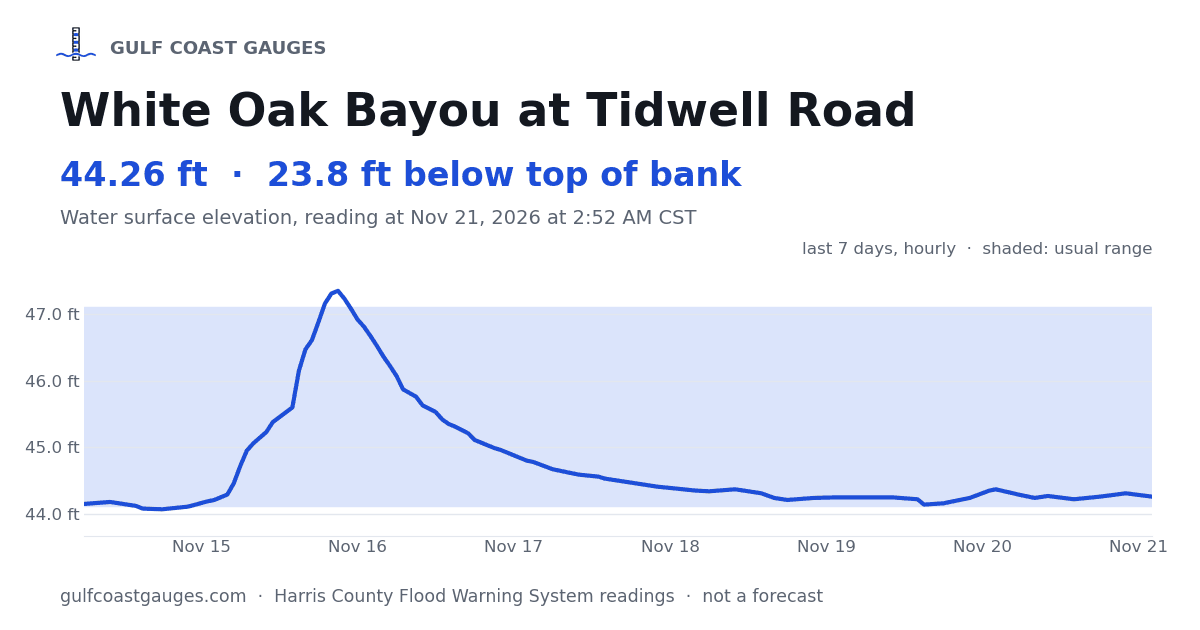 GULF COAST GAUGES
White Oak Bayou at Tidwell Road
44.26 ft · 23.8 ft below top of bank
Water surface elevation, reading at Nov 21, 2026 at 2:52 AM CST
last 7 days, hourly · shaded: usual range
47.0 ft
46.0 ft
45.0 ft
44.0 ft
Nov 15 Nov 16 Nov 17 Nov 18 Nov 19 Nov 20 Nov 21
gulfcoastgauges.com · Harris County Flood Warning System readings · not a forecast